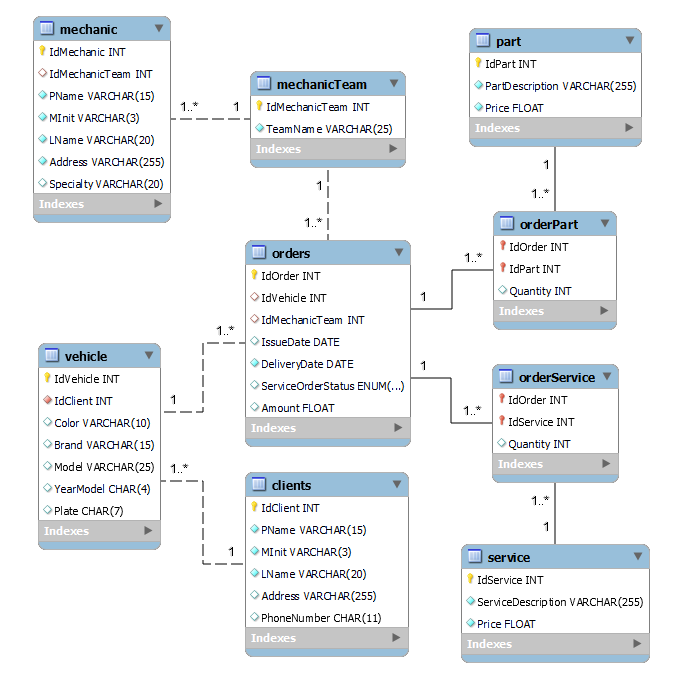 mechanic
IdMechanic INT
IdMechanicTeam INT
PName VARCHAR(15)
MInit VARCHAR(3)
LName VARCHAR(20)
Address VARCHAR(255)
Specialty VARCHAR(20)
Indexes
1..*
1
mechanicTeam
IdMechanicTeam INT
TeamName VARCHAR(25)
Indexes
1
1..*
part
IdPart INT
PartDescription VARCHAR(255)
Price FLOAT
Indexes
1
1..*
orderPart
IdOrder INT
IdPart INT
Quantity INT
Indexes
1..*
1
orders
IdOrder INT
IdVehicle INT
IdMechanicTeam INT
IssueDate DATE
DeliveryDate DATE
ServiceOrderStatus ENUM(...)
Amount FLOAT
Indexes
1..*
1
vehicle
IdVehicle INT
IdClient INT
Color VARCHAR(10)
Brand VARCHAR(15)
Model VARCHAR(25)
YearModel CHAR(4)
Plate CHAR(7)
Indexes
1..*
1
clients
IdClient INT
PName VARCHAR(15)
MInit VARCHAR(3)
LName VARCHAR(20)
Address VARCHAR(255)
PhoneNumber CHAR(11)
Indexes
1
1..*
orderService
IdOrder INT
IdService INT
Quantity INT
Indexes
1..*
1
service
IdService INT
ServiceDescription VARCHAR(255)
Price FLOAT
Indexes